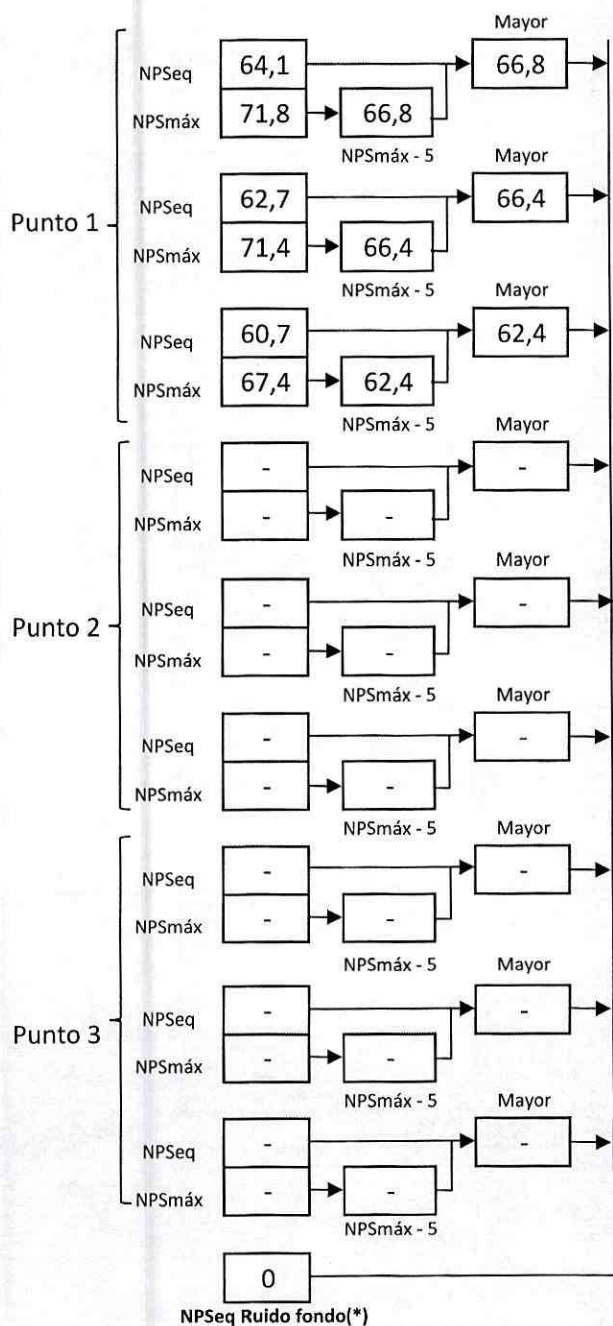 Mayor
NPSeq 64,1 66,8
NPSmáx 71,8 66,8
NPSmáx - 5
Mayor
Punto 1
NPSeq 62,7 66,4
NPSmáx 71,4 66,4
NPSmáx - 5
Mayor
NPSeq 60,7 62,4
NPSmáx 67,4 62,4
NPSmáx - 5
Mayor
NPSeq - -
NPSmáx - -
NPSmáx - 5
Mayor
Punto 2
NPSeq - -
NPSmáx - -
NPSmáx - 5
Mayor
NPSeq - -
NPSmáx - -
NPSmáx - 5
Mayor
NPSeq - -
NPSmáx - -
NPSmáx - 5
Mayor
Punto 3
NPSeq - -
NPSmáx - -
NPSmáx - 5
Mayor
NPSeq - -
NPSmáx - -
NPSmáx - 5
0
NPSeq Ruido fondo(*)